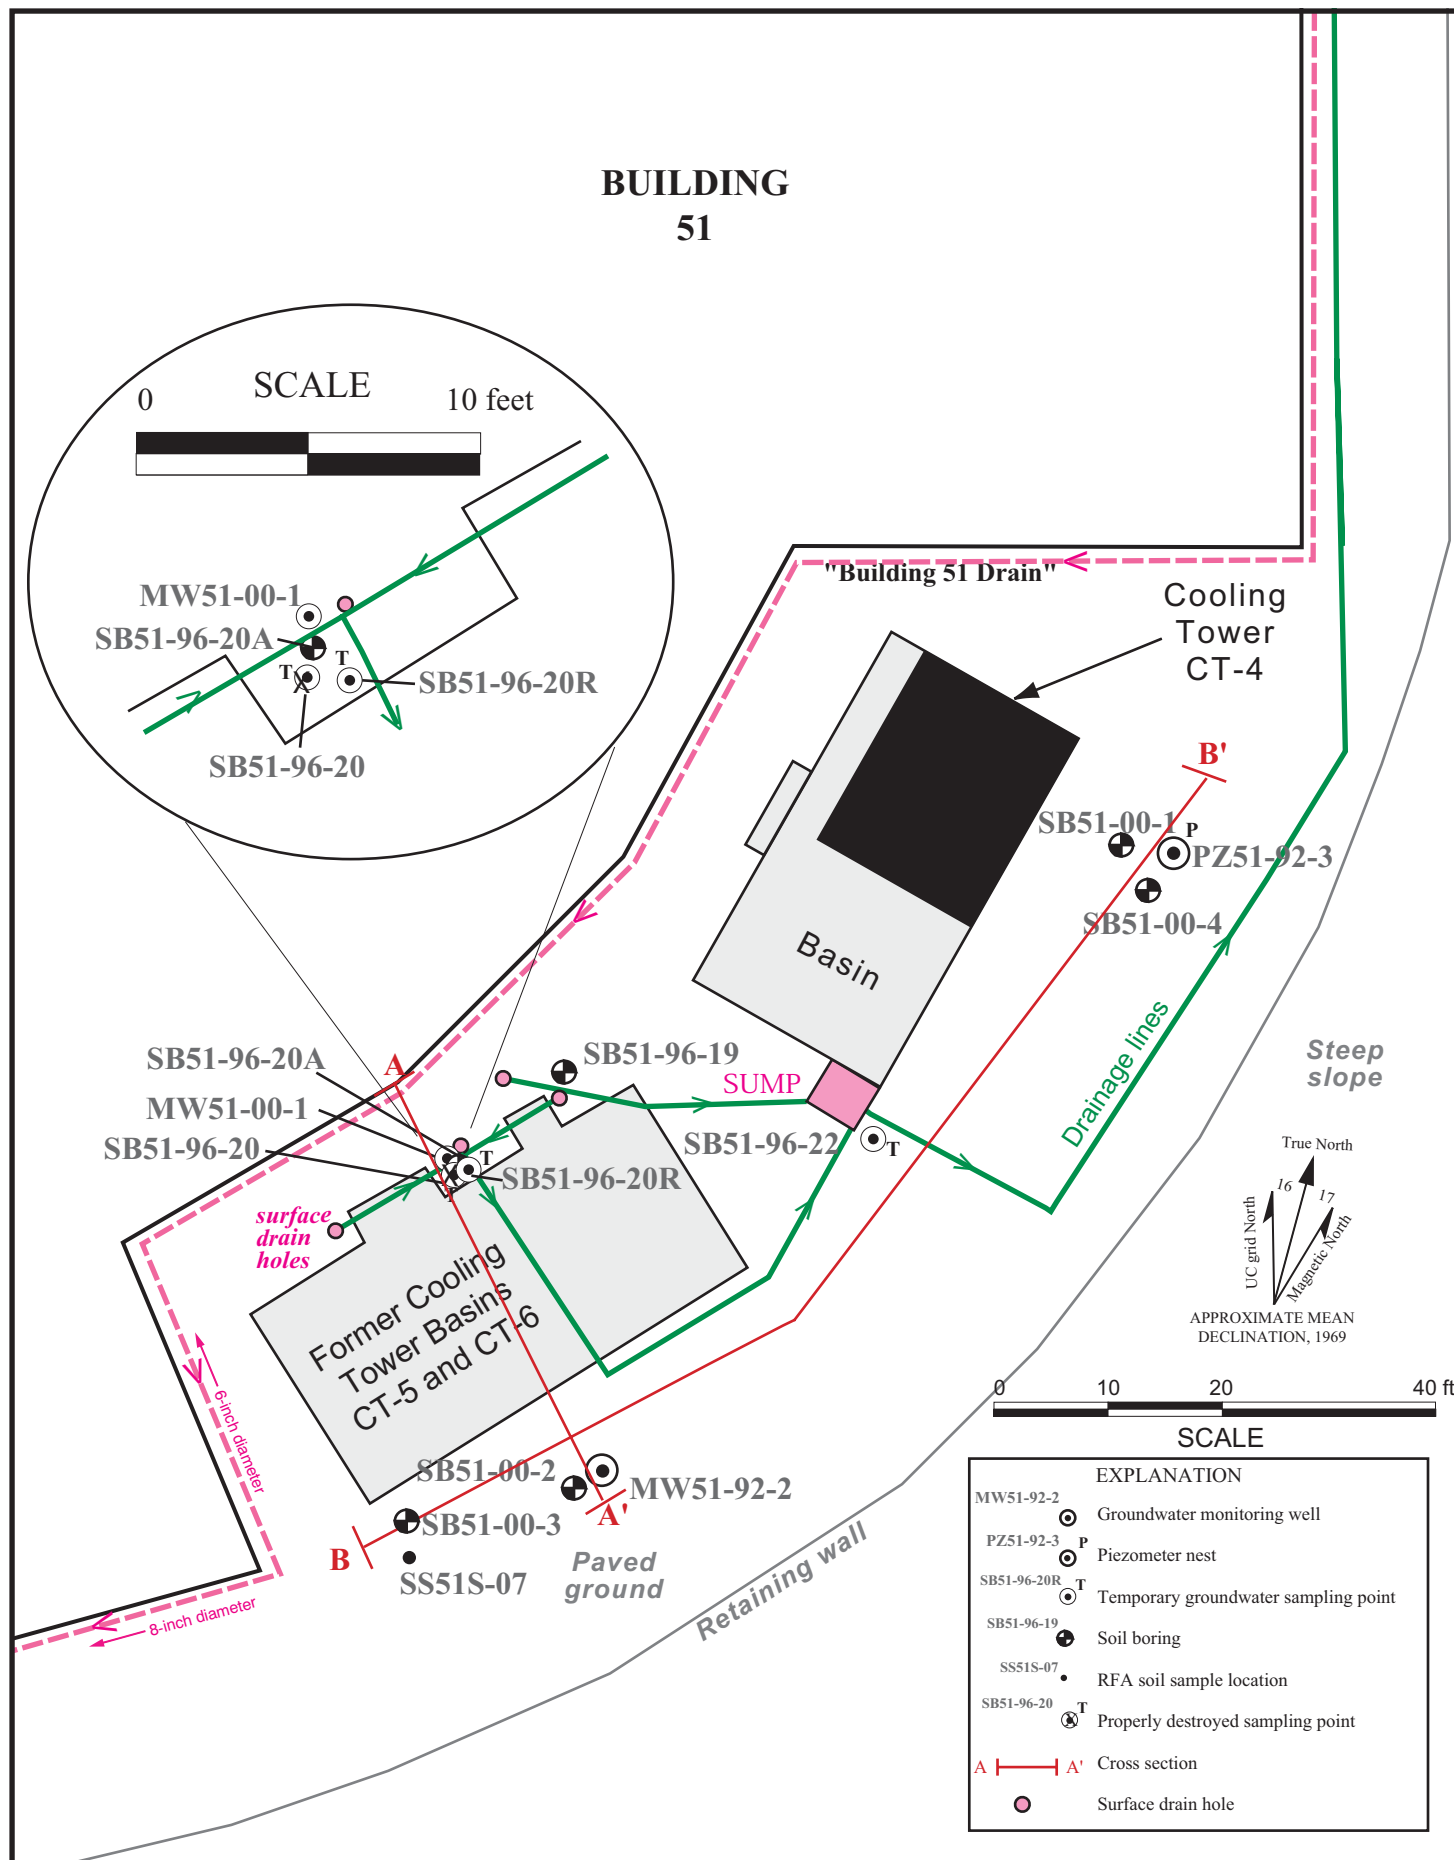 BUILDING
51
SCALE
0
10 feet
MW51-00-1
SB51-96-20A
T
T
SB51-96-20R
SB51-96-20
"Building 51 Drain"
Cooling
Tower
CT-4
B'
SB51-00-1
P
PZ51-92-3
SB51-00-4
Basin
Drainage lines
Steep
slope
SB51-96-20A
A
SB51-96-19
MW51-00-1
SUMP
SB51-96-20
T
SB51-96-22
T
SB51-96-20R
surface
drain
holes
Former Cooling
Tower Basins
CT-5 and CT-6
True North
16
17
UC grid North
Magnetic North
APPROXIMATE MEAN
DECLINATION, 1969
6-inch diameter
8-inch diameter
0
10
20
40 ft
SCALE
SB51-00-2
MW51-92-2
A'
SB51-00-3
B
SS51S-07
Paved
ground
Retaining wall
EXPLANATION
MW51-92-2
Groundwater monitoring well
PZ51-92-3
P
Piezometer nest
SB51-96-20R
T
Temporary groundwater sampling point
SB51-96-19
Soil boring
SS51S-07
RFA soil sample location
SB51-96-20
T
Properly destroyed sampling point
A
A'
Cross section
Surface drain hole